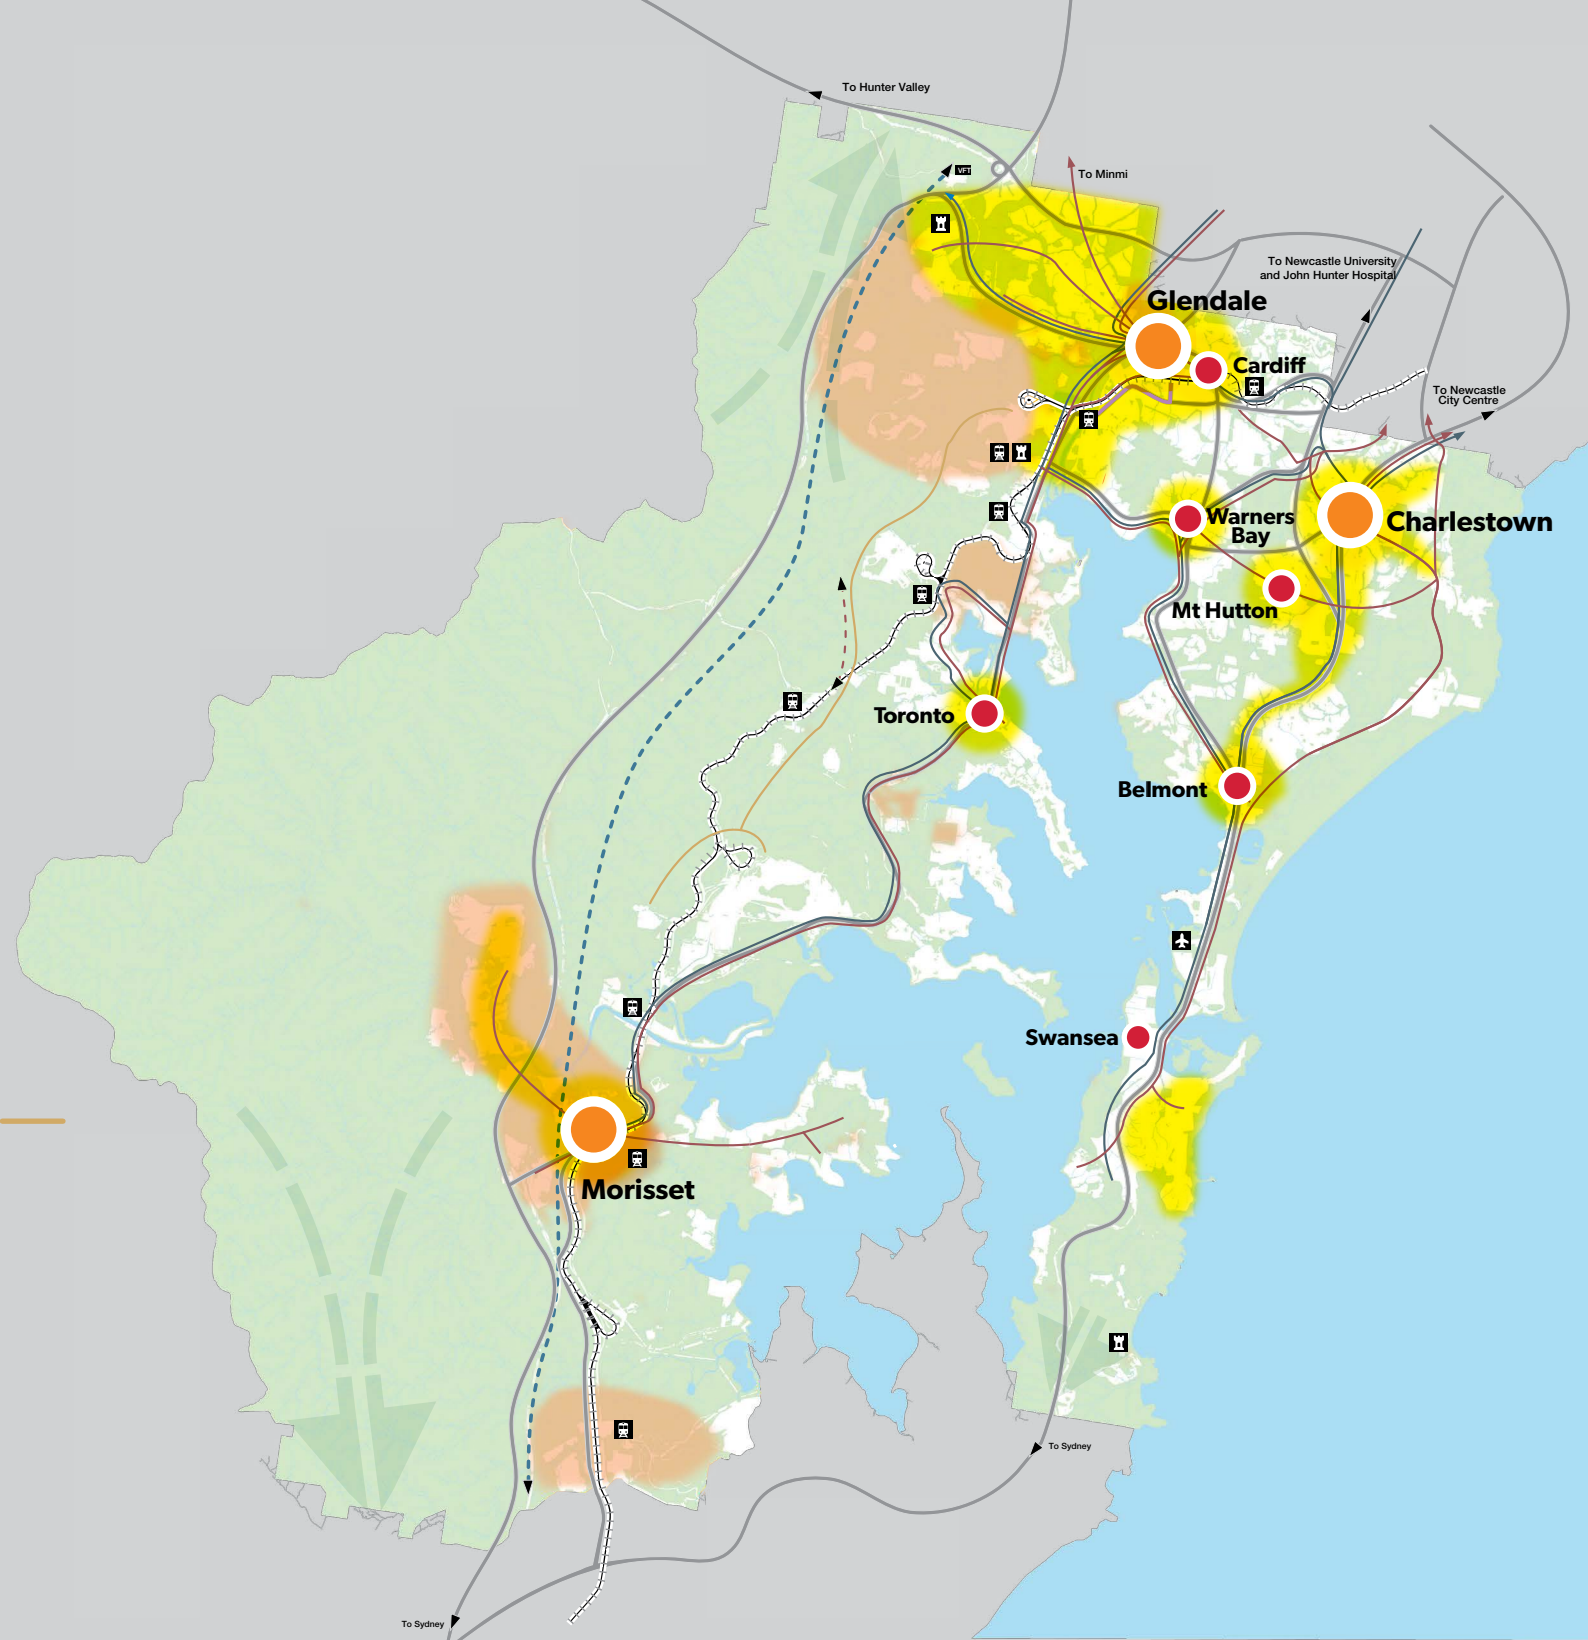 To Hunter Valley
VFT
To Minmi
To Newcastle University
and John Hunter Hospital
Glendale
Cardiff
To Newcastle
City Centre
Warners
Bay
Charlestown
Mt Hutton
Toronto
Belmont
Swansea
Morisset
To Sydney
To Sydney